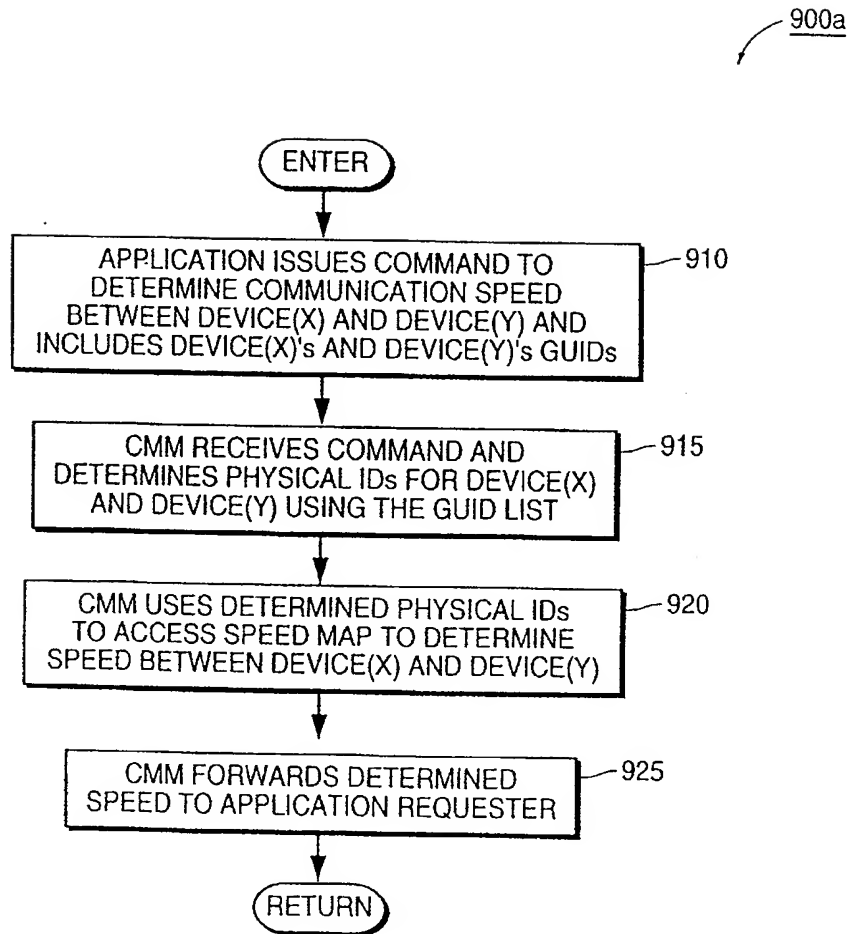 900a
ENTER
APPLICATION ISSUES COMMAND TO
DETERMINE COMMUNICATION SPEED
BETWEEN DEVICE(X) AND DEVICE(Y) AND
INCLUDES DEVICE(X)'s AND DEVICE(Y)'s GUIDs
910
CMM RECEIVES COMMAND AND
DETERMINES PHYSICAL IDs FOR DEVICE(X)
AND DEVICE(Y) USING THE GUID LIST
915
CMM USES DETERMINED PHYSICAL IDs
TO ACCESS SPEED MAP TO DETERMINE
SPEED BETWEEN DEVICE(X) AND DEVICE(Y)
920
CMM FORWARDS DETERMINED
SPEED TO APPLICATION REQUESTER
925
RETURN